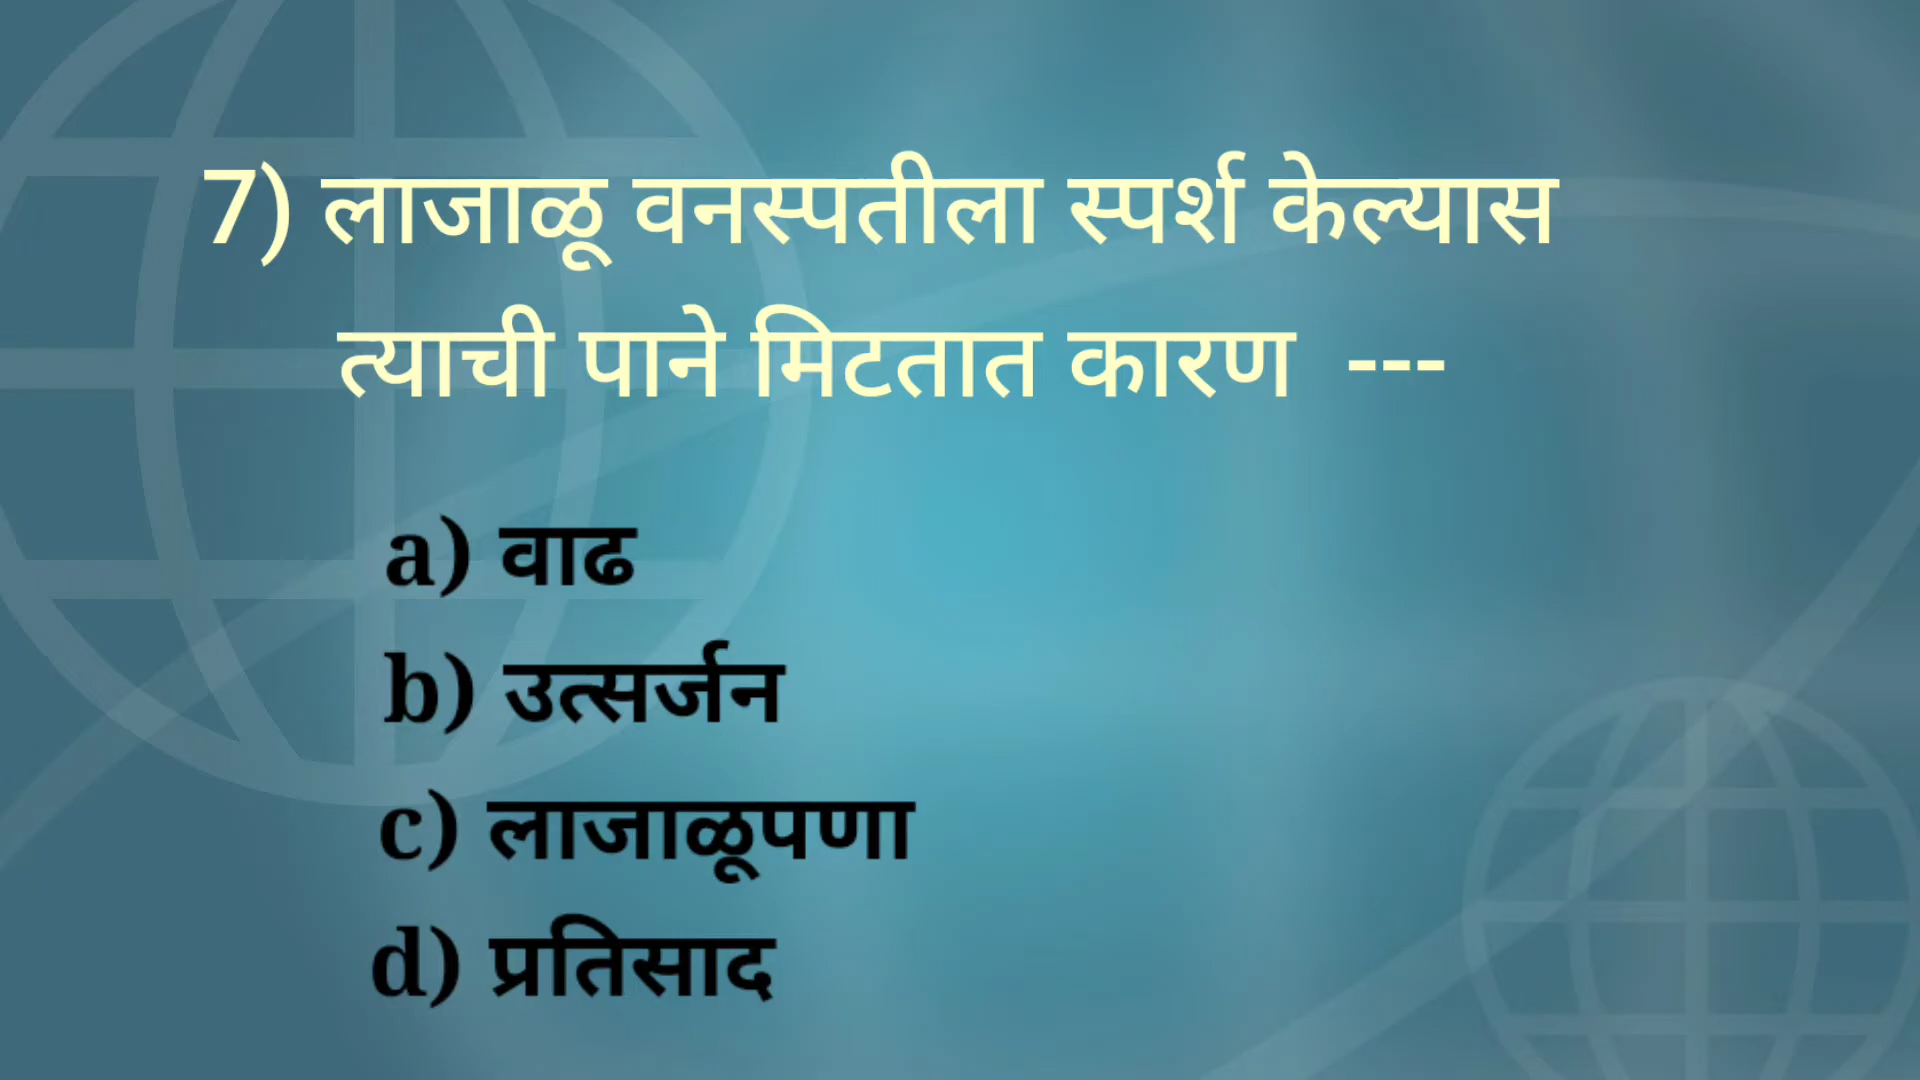 7) लाजाळू वनस्पतीला स्पर्श केल्यास
त्याची पाने मिटतात कारण ---
a) वाढ
b) उत्सर्जन
c) लाजाळूपणा
d) प्रतिसाद